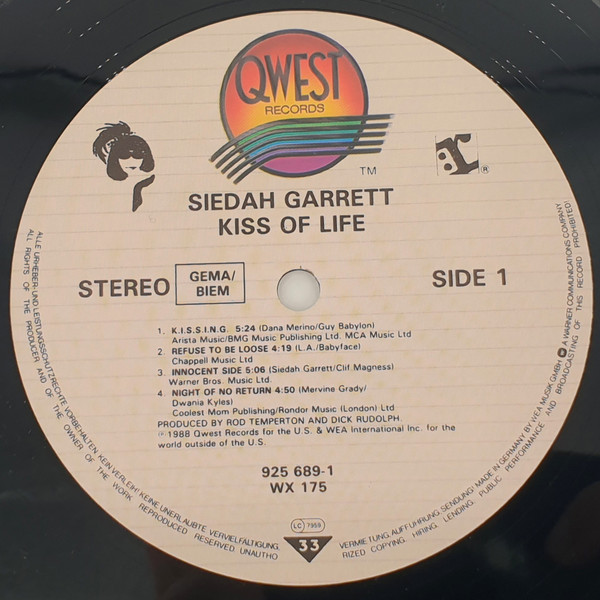 QWEST
RECORDS
TM
R
®
SIEDAH GARRETT
KISS OF LIFE
STEREO
GEMA/
BIEM
SIDE 1
1. K.I.S.S.I.N.G. 5:24 (Dana Merino/Guy Babylon)
Arista Music/BMG Music Publishing Ltd. MCA Music Ltd
2. REFUSE TO BE LOOSE 4:19 (L.A./Babyface)
Chappell Music Ltd
3. INNOCENT SIDE 5:06 (Siedah Garrett/Clif.Magness)
Warner Bros. Music Ltd.
4. NIGHT OF NO RETURN 4:50 (Mervine Grady/
Dwania Kyles)
Coolest Mom Publishing/Rondor Music (London) Ltd
PRODUCED BY ROD TEMPERTON AND DICK RUDOLPH.
℗1988 Qwest Records for the U.S. & WEA International Inc. for the
world outside of the U.S.
925 689-1
WX 175
LC 7959
33
ALLE URHEBER-UND LEISTUNGSSCHUTZRECHTE VORBEHALTEN. KEIN VERLEIH! KEINE UNERLAUBTE VERVIELFÄLTIGUNG, VERMIETUNG, AUFFÜHRUNG, SENDUNG! MADE IN GERMANY BY WEA MUSIK GMBH. A WARNER COMMUNICATIONS COMPANY
ALL RIGHTS OF THE PRODUCER AND OF THE OWNER OF THE WORK REPRODUCED RESERVED. UNAUTHORIZED COPYING, HIRING, LENDING, PUBLIC PERFORMANCE AND BROADCASTING OF THIS RECORD PROHIBITED!